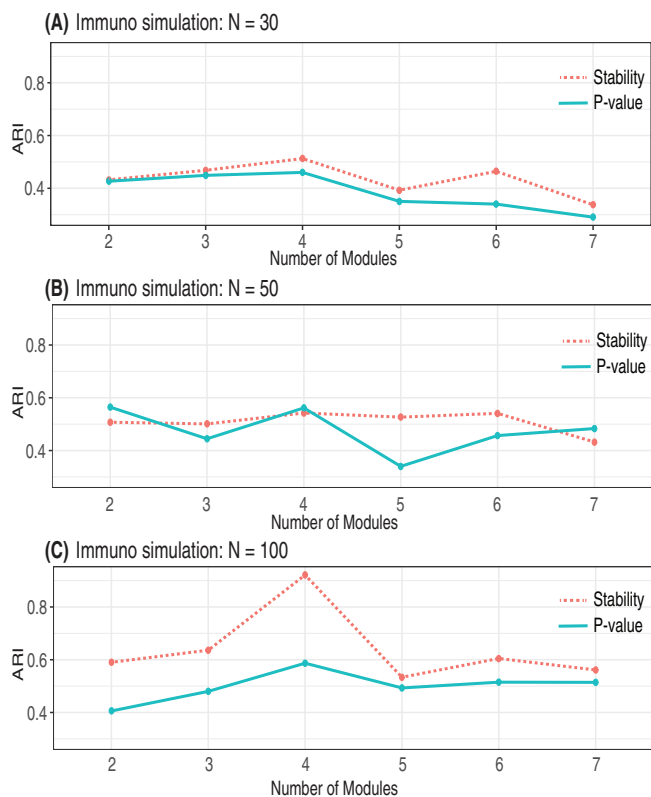 (A) Immuno simulation: N = 30
ARI
0.8
0.6
0.4
Stability
P-value
2 3 4 5 6 7
Number of Modules
(B) Immuno simulation: N = 50
ARI
0.8
0.6
0.4
Stability
P-value
2 3 4 5 6 7
Number of Modules
(C) Immuno simulation: N = 100
ARI
0.8
0.6
0.4
Stability
P-value
2 3 4 5 6 7
Number of Modules